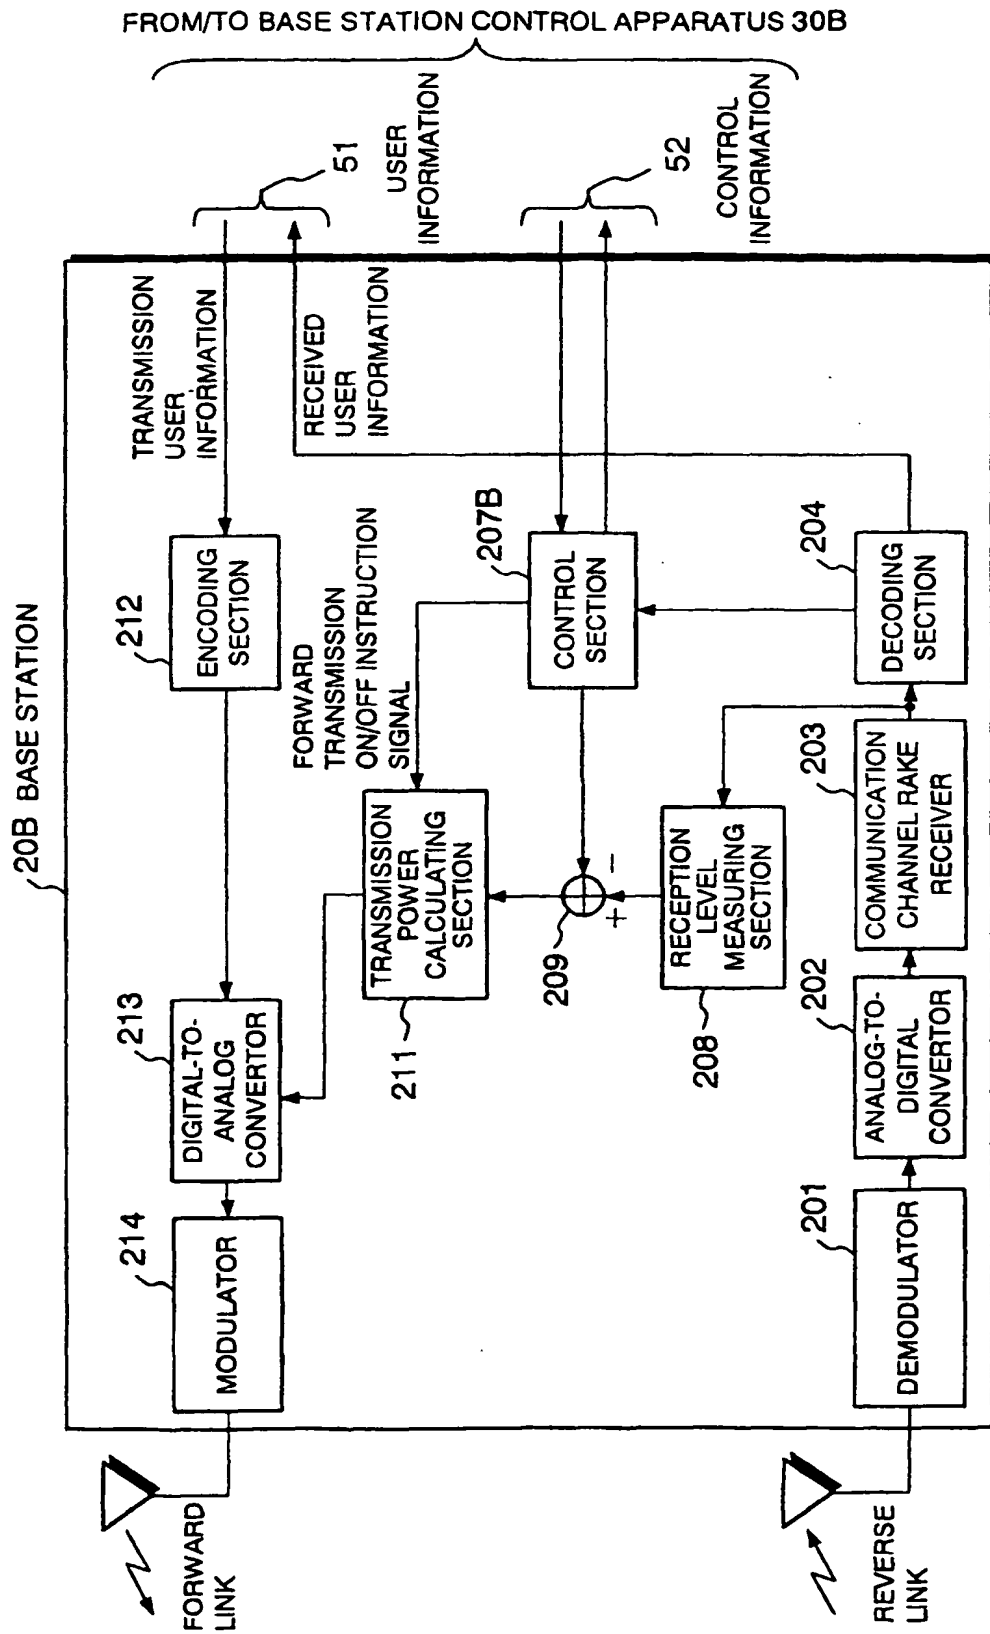 FROM/TO BASE STATION CONTROL APPARATUS 30B
20B BASE STATION
51
USER
INFORMATION
52
CONTROL
INFORMATION
TRANSMISSION
USER
INFORMATION
RECEIVED
USER
INFORMATION
212
ENCODING
SECTION
213
DIGITAL-TO-
ANALOG
CONVERTOR
214
MODULATOR
FORWARD
LINK
FORWARD
TRANSMISSION
ON/OFF INSTRUCTION
SIGNAL
207B
CONTROL
SECTION
TRANSMISSION
POWER
CALCULATING
SECTION
211
209
+
-
RECEPTION
LEVEL
MEASURING
SECTION
208
204
DECODING
SECTION
203
COMMUNICATION
CHANNEL RAKE
RECEIVER
202
ANALOG-TO-
DIGITAL
CONVERTOR
201
DEMODULATOR
REVERSE
LINK